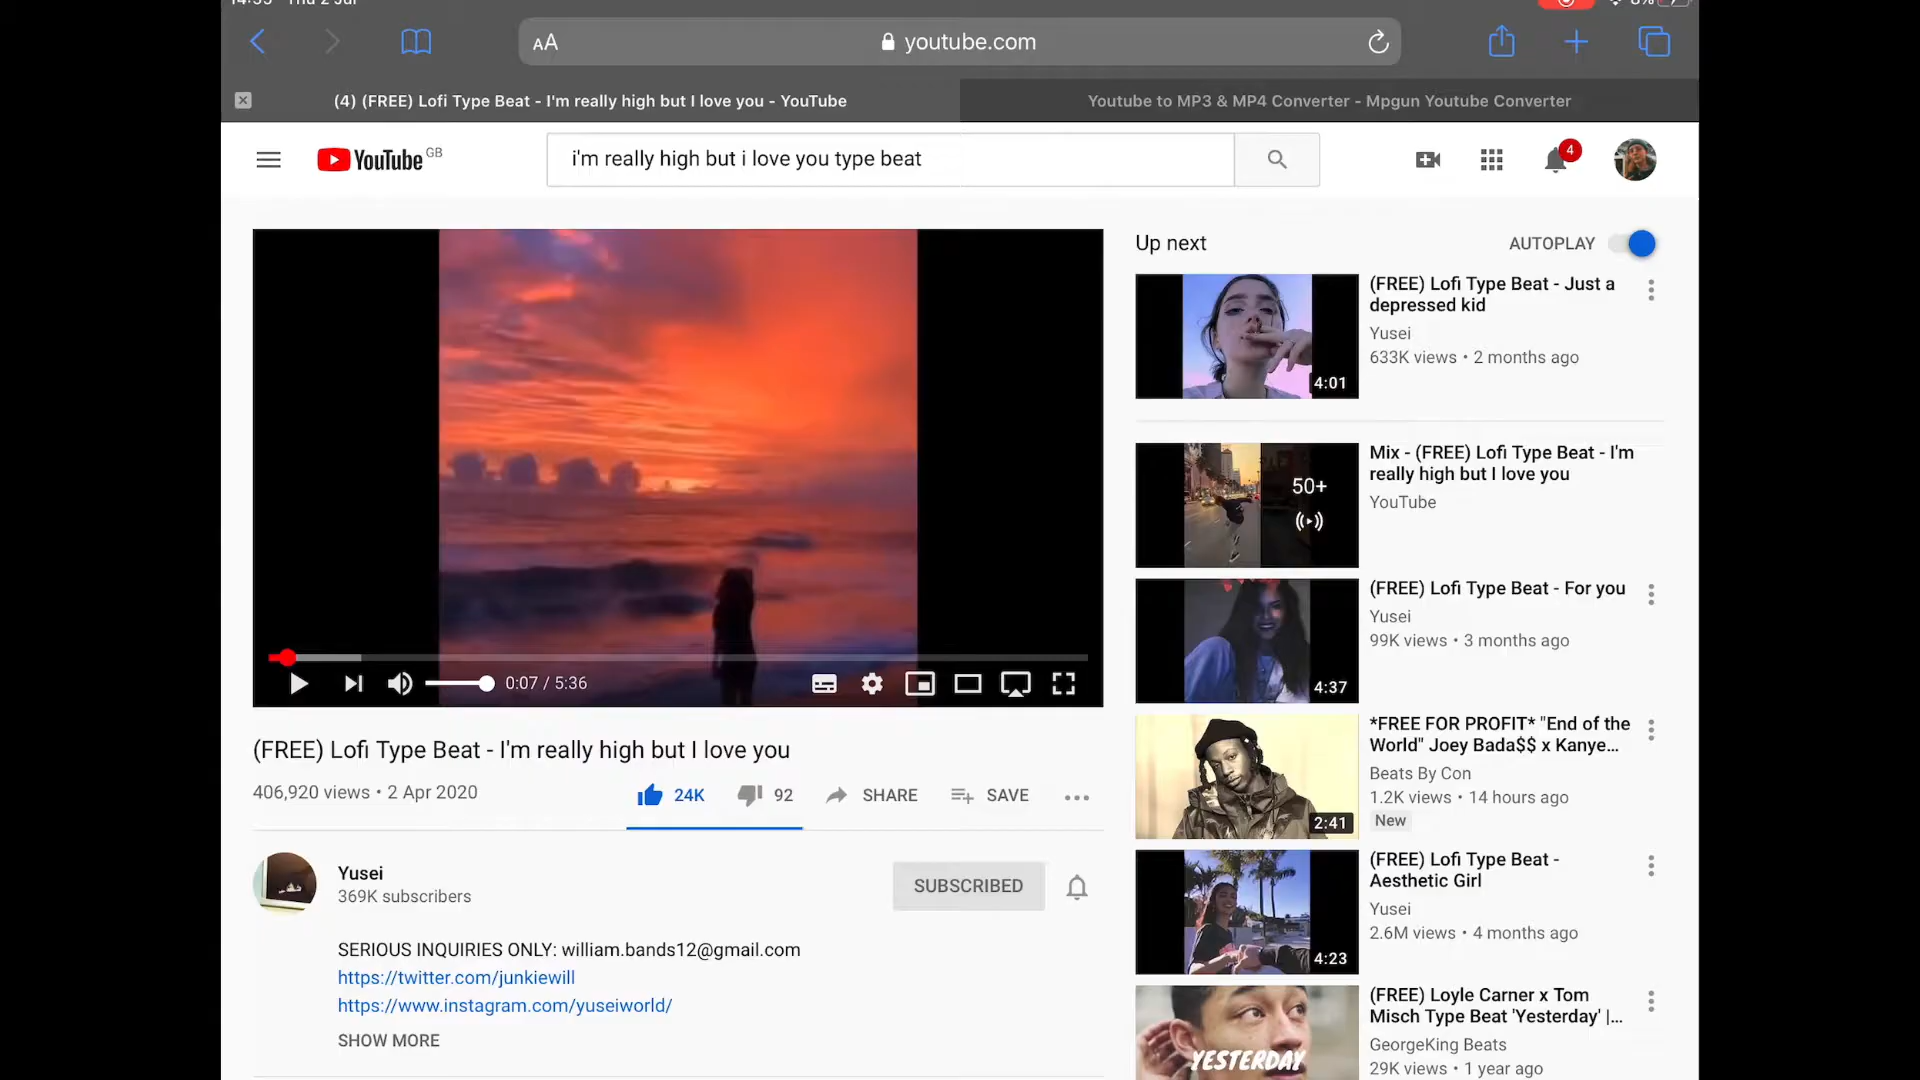 14:35 Thu 2 Jul
8%
AA
youtube.com
(4) (FREE) Lofi Type Beat - I'm really high but I love you - YouTube
Youtube to MP3 & MP4 Converter - Mpgun Youtube Converter
YouTube GB
i'm really high but i love you type beat
4
Up next
AUTOPLAY
(FREE) Lofi Type Beat - Just a
depressed kid
Yusei
633K views • 2 months ago
4:01
Mix - (FREE) Lofi Type Beat - I'm
really high but I love you
YouTube
50+
(FREE) Lofi Type Beat - For you
Yusei
99K views • 3 months ago
4:37
0:07 / 5:36
(FREE) Lofi Type Beat - I'm really high but I love you
406,920 views • 2 Apr 2020
24K
92
SHARE
SAVE
*FREE FOR PROFIT* "End of the
World" Joey Bada$$ x Kanye...
Beats By Con
1.2K views • 14 hours ago
New
2:41
Yusei
369K subscribers
SUBSCRIBED
(FREE) Lofi Type Beat -
Aesthetic Girl
Yusei
2.6M views • 4 months ago
4:23
SERIOUS INQUIRIES ONLY: william.bands12@gmail.com
https://twitter.com/junkiewill
https://www.instagram.com/yuseiworld/
SHOW MORE
(FREE) Loyle Carner x Tom
Misch Type Beat 'Yesterday' |...
GeorgeKing Beats
29K views • 1 year ago
YESTERDAY